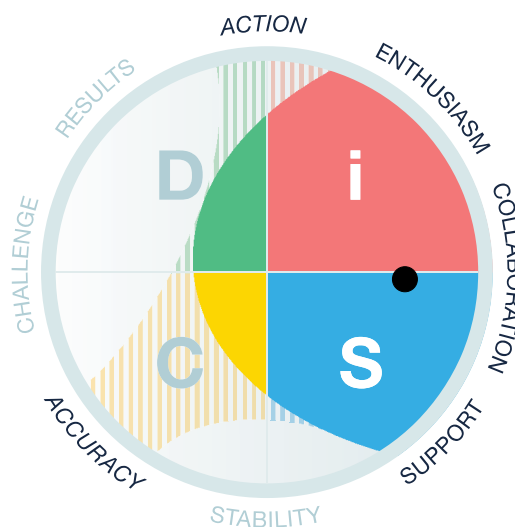 ACTION
ENTHUSIASM
COLLABORATION
SUPPORT
STABILITY
ACCURACY
CHALLENGE
RESULTS
D
i
C
S